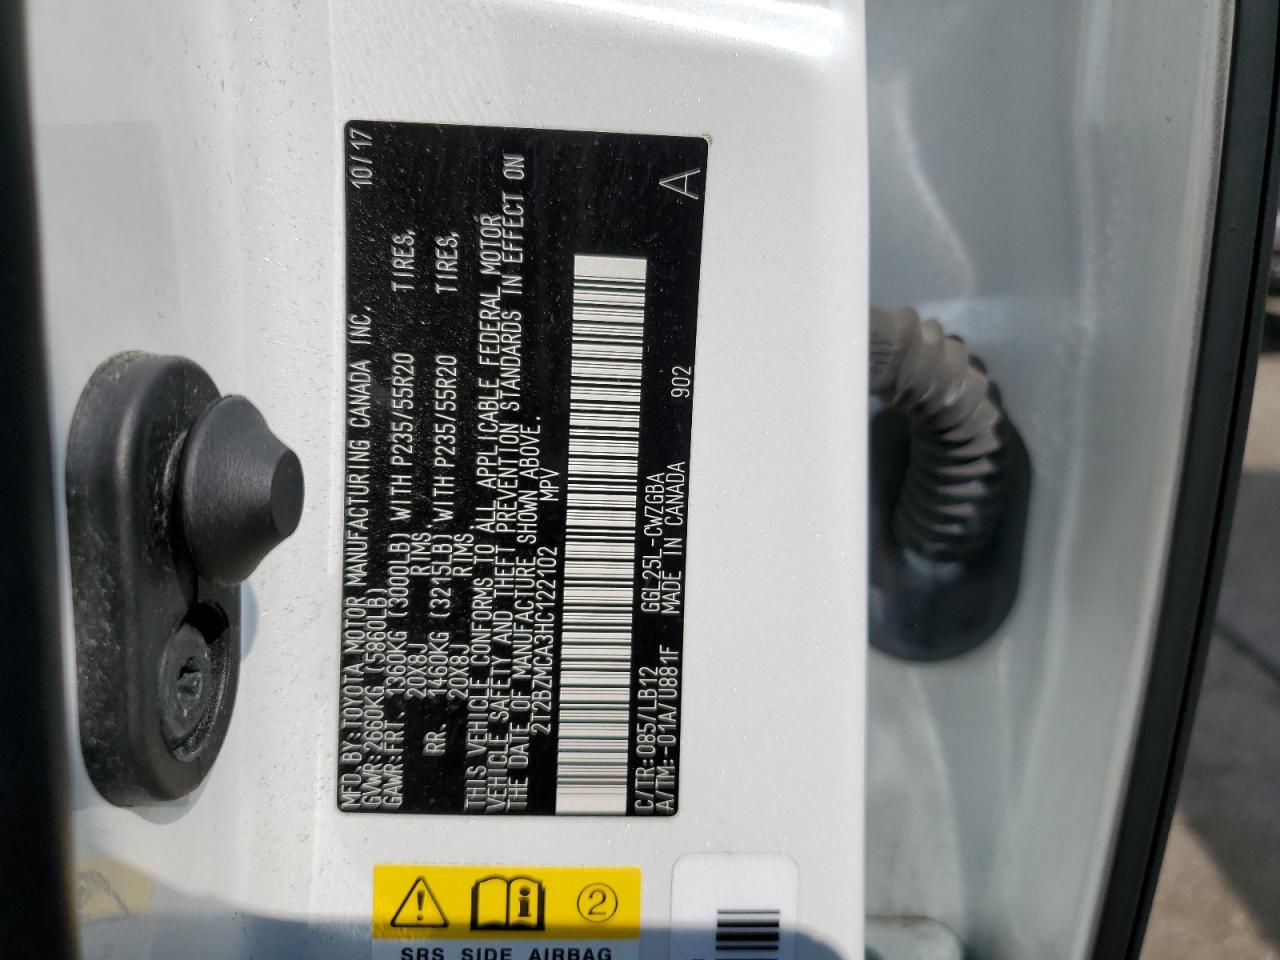 MFD. BY: TOYOTA MOTOR MANUFACTURING CANADA INC. 10/17
GVWR: 2660KG (5860LB)
GAWR: FRT. 1360KG (3000LB) WITH P235/55R20 TIRES,
20X8J RIMS,
RR. 1460KG (3215LB) WITH P235/55R20 TIRES,
20X8J RIMS,
THIS VEHICLE CONFORMS TO ALL APPLICABLE FEDERAL MOTOR
VEHICLE SAFETY AND THEFT PREVENTION STANDARDS IN EFFECT ON
THE DATE OF MANUFACTURE SHOWN ABOVE.
2T2BZMCA3HC122102 MPV
A
C/TR: 085/LB12 GGL25L-CWZGBA
A/TM: -01A/U881F MADE IN CANADA 902
2
SRS SIDE AIRBAG